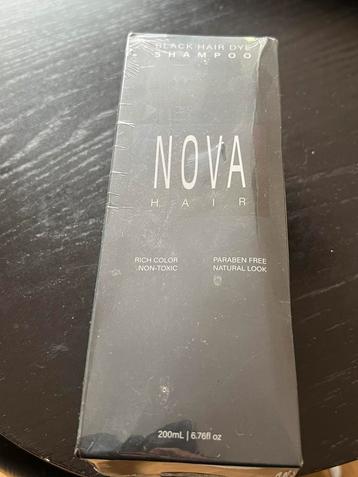 BLACK HAIR DYE
SHAMPOO
NOVA
HAIR
RICH COLOR
NON-TOXIC
PARABEN FREE
NATURAL LOOK
200mL | 6.76fl oz